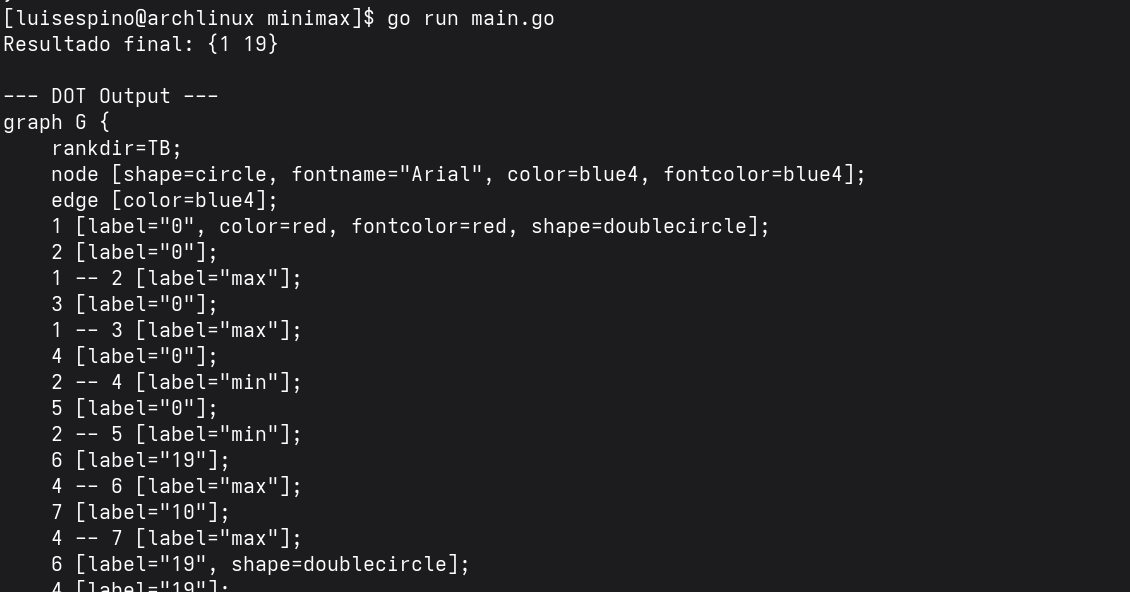 [luisespino@archlinux minimax]$ go run main.go
Resultado final: {1 19}
--- DOT Output ---
graph G {
    rankdir=TB;
    node [shape=circle, fontname="Arial", color=blue4, fontcolor=blue4];
    edge [color=blue4];
    1 [label="0", color=red, fontcolor=red, shape=doublecircle];
    2 [label="0"];
    1 -- 2 [label="max"];
    3 [label="0"];
    1 -- 3 [label="max"];
    4 [label="0"];
    2 -- 4 [label="min"];
    5 [label="0"];
    2 -- 5 [label="min"];
    6 [label="19"];
    4 -- 6 [label="max"];
    7 [label="10"];
    4 -- 7 [label="max"];
    6 [label="19", shape=doublecircle];
    4 [label="19"];